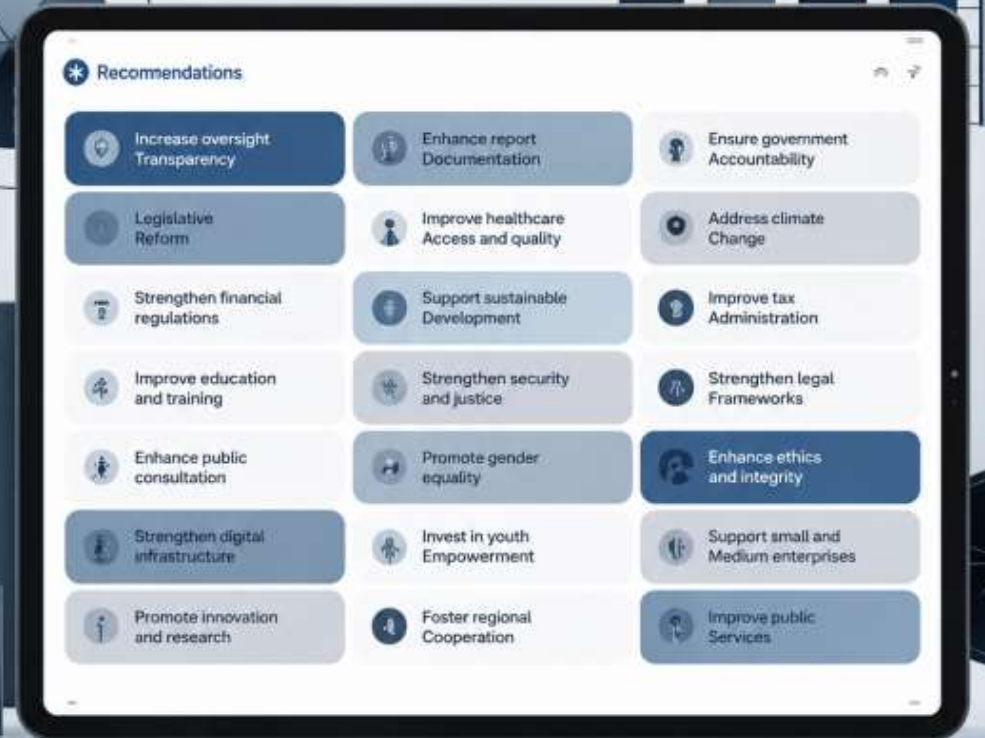 Recommendations
Increase oversight
Transparency
Enhance report
Documentation
Ensure government
Accountability
Legislative
Reform
Improve healthcare
Access and quality
Address climate
Change
Strengthen financial
regulations
Support sustainable
Development
Improve tax
Administration
Improve education
and training
Strengthen security
and justice
Strengthen legal
Frameworks
Enhance public
consultation
Promote gender
equality
Enhance ethics
and integrity
Strengthen digital
infrastructure
Invest in youth
Empowerment
Support small and
Medium enterprises
Promote innovation
and research
Foster regional
Cooperation
Improve public
Services